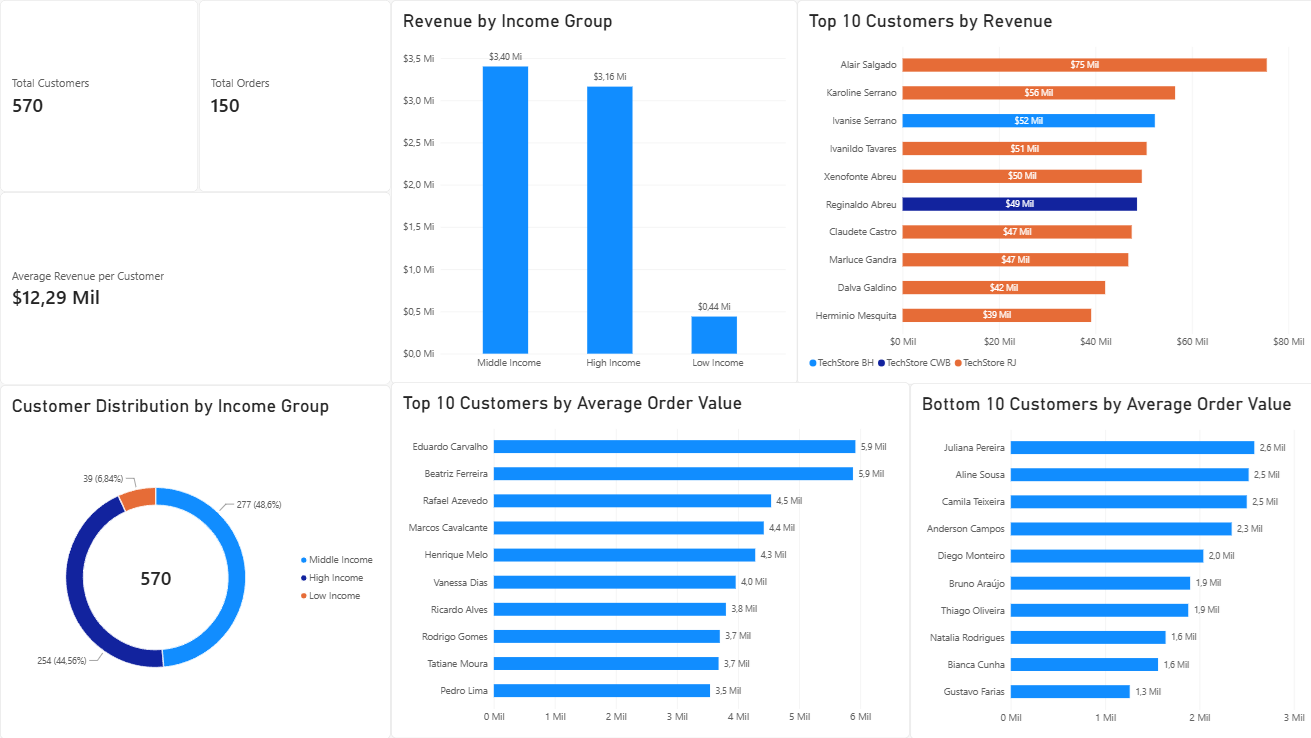 Total Customers
570
Total Orders
150
Average Revenue per Customer
$12,29 Mil
Revenue by Income Group
$3,5 Mi
$3,0 Mi
$2,5 Mi
$2,0 Mi
$1,5 Mi
$1,0 Mi
$0,5 Mi
$0,0 Mi
$3,40 Mi
$3,16 Mi
$0,44 Mi
Middle Income
High Income
Low Income
Top 10 Customers by Revenue
Alair Salgado $75 Mil
Karoline Serrano $56 Mil
Ivanise Serrano $52 Mil
Ivanildo Tavares $51 Mil
Xenofonte Abreu $50 Mil
Reginaldo Abreu $49 Mil
Claudete Castro $47 Mil
Marluce Gandra $47 Mil
Dalva Galdino $42 Mil
Herminio Mesquita $39 Mil
$0 Mil $20 Mil $40 Mil $60 Mil $80 Mil
TechStore BH TechStore CWB TechStore RJ
Customer Distribution by Income Group
39 (6,84%)
277 (48,6%)
570
254 (44,56%)
Middle Income
High Income
Low Income
Top 10 Customers by Average Order Value
Eduardo Carvalho 5,9 Mil
Beatriz Ferreira 5,9 Mil
Rafael Azevedo 4,5 Mil
Marcos Cavalcante 4,4 Mil
Henrique Melo 4,3 Mil
Vanessa Dias 4,0 Mil
Ricardo Alves 3,8 Mil
Rodrigo Gomes 3,7 Mil
Tatiane Moura 3,7 Mil
Pedro Lima 3,5 Mil
0 Mil 1 Mil 2 Mil 3 Mil 4 Mil 5 Mil 6 Mil
Bottom 10 Customers by Average Order Value
Juliana Pereira 2,6 Mil
Aline Sousa 2,5 Mil
Camila Teixeira 2,5 Mil
Anderson Campos 2,3 Mil
Diego Monteiro 2,0 Mil
Bruno Araújo 1,9 Mil
Thiago Oliveira 1,9 Mil
Natalia Rodrigues 1,6 Mil
Bianca Cunha 1,6 Mil
Gustavo Farias 1,3 Mil
0 Mil 1 Mil 2 Mil 3 Mil